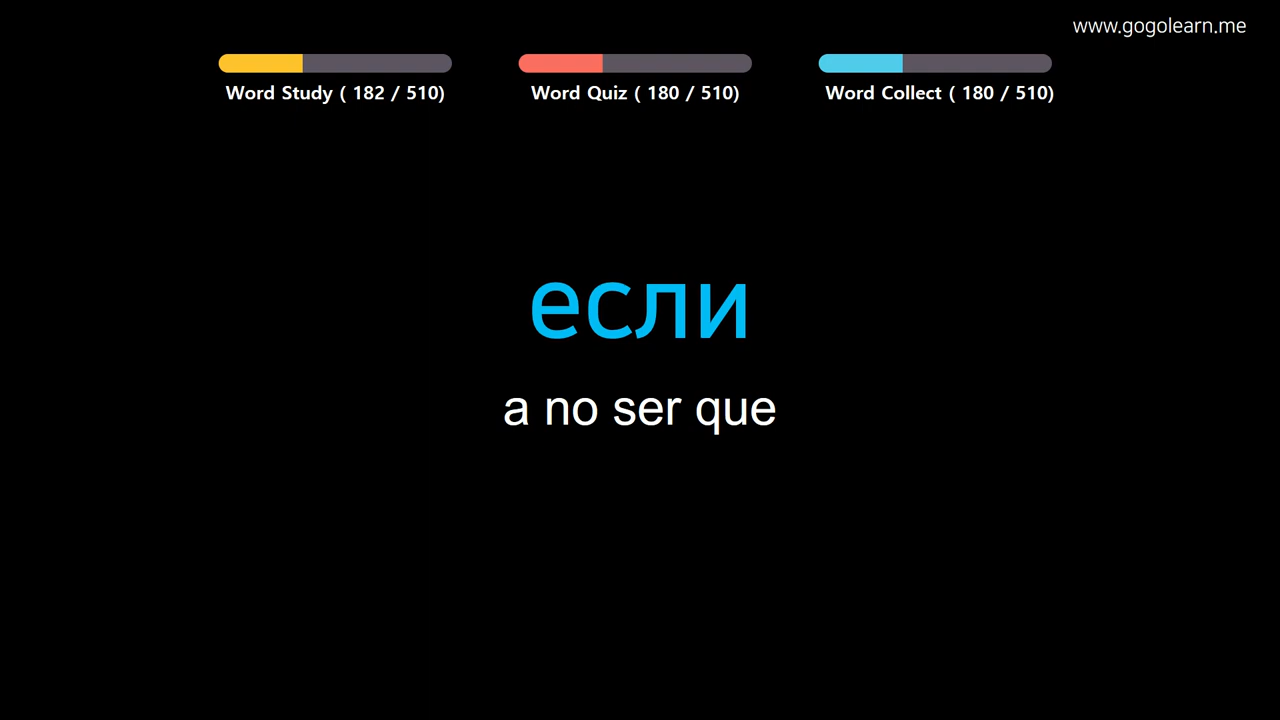 www.gogolearn.me
Word Study ( 182 / 510)
Word Quiz ( 180 / 510)
Word Collect ( 180 / 510)
если
a no ser que